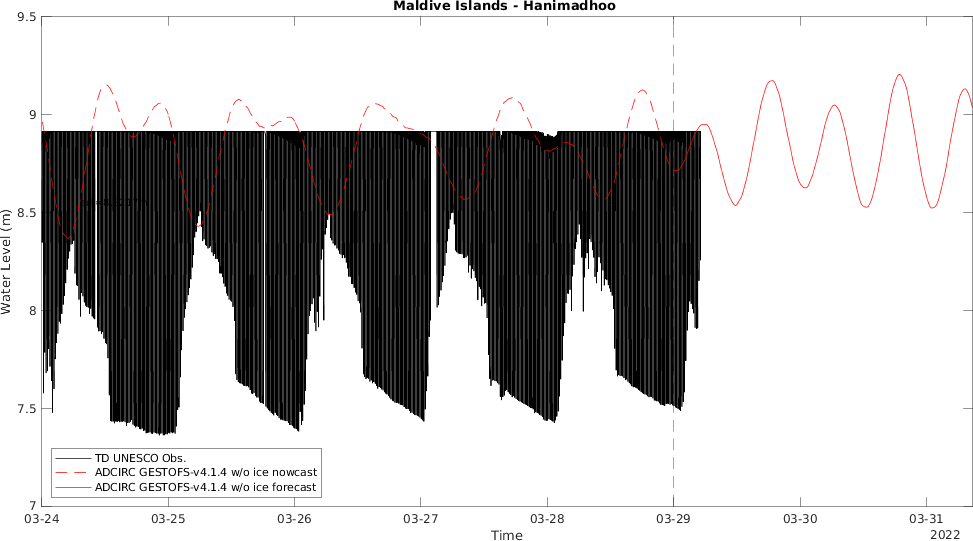 Maldive Islands - Hanimadhoo
Water Level (m)
9.5
9
8.5
8
7.5
7
TD UNESCO Obs.
ADCIRC GESTOFS-v4.1.4 w/o ice nowcast
ADCIRC GESTOFS-v4.1.4 w/o ice forecast
03-24
03-25
03-26
03-27
03-28
03-29
03-30
03-31
Time
2022